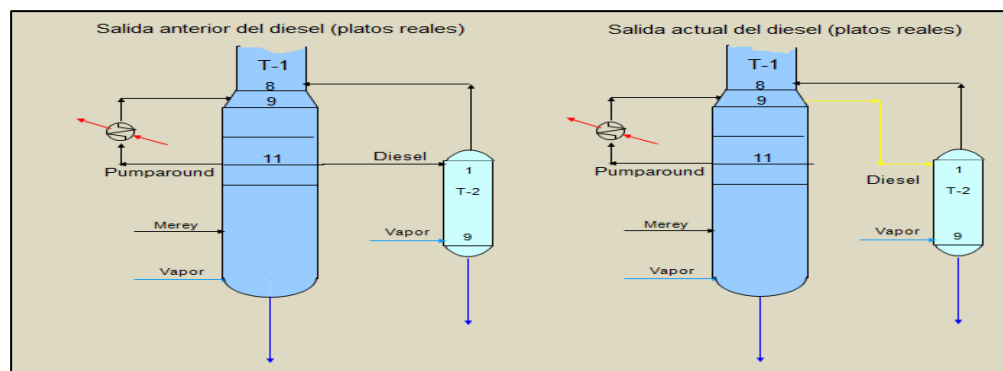 Salida anterior del diesel (platos reales)
T-1
8
9
11
Diesel
Pumparound
1
T-2
9
Merey
Vapor
Vapor
Salida actual del diesel (platos reales)
T-1
8
9
11
Pumparound
Diesel
1
T-2
9
Merey
Vapor
Vapor